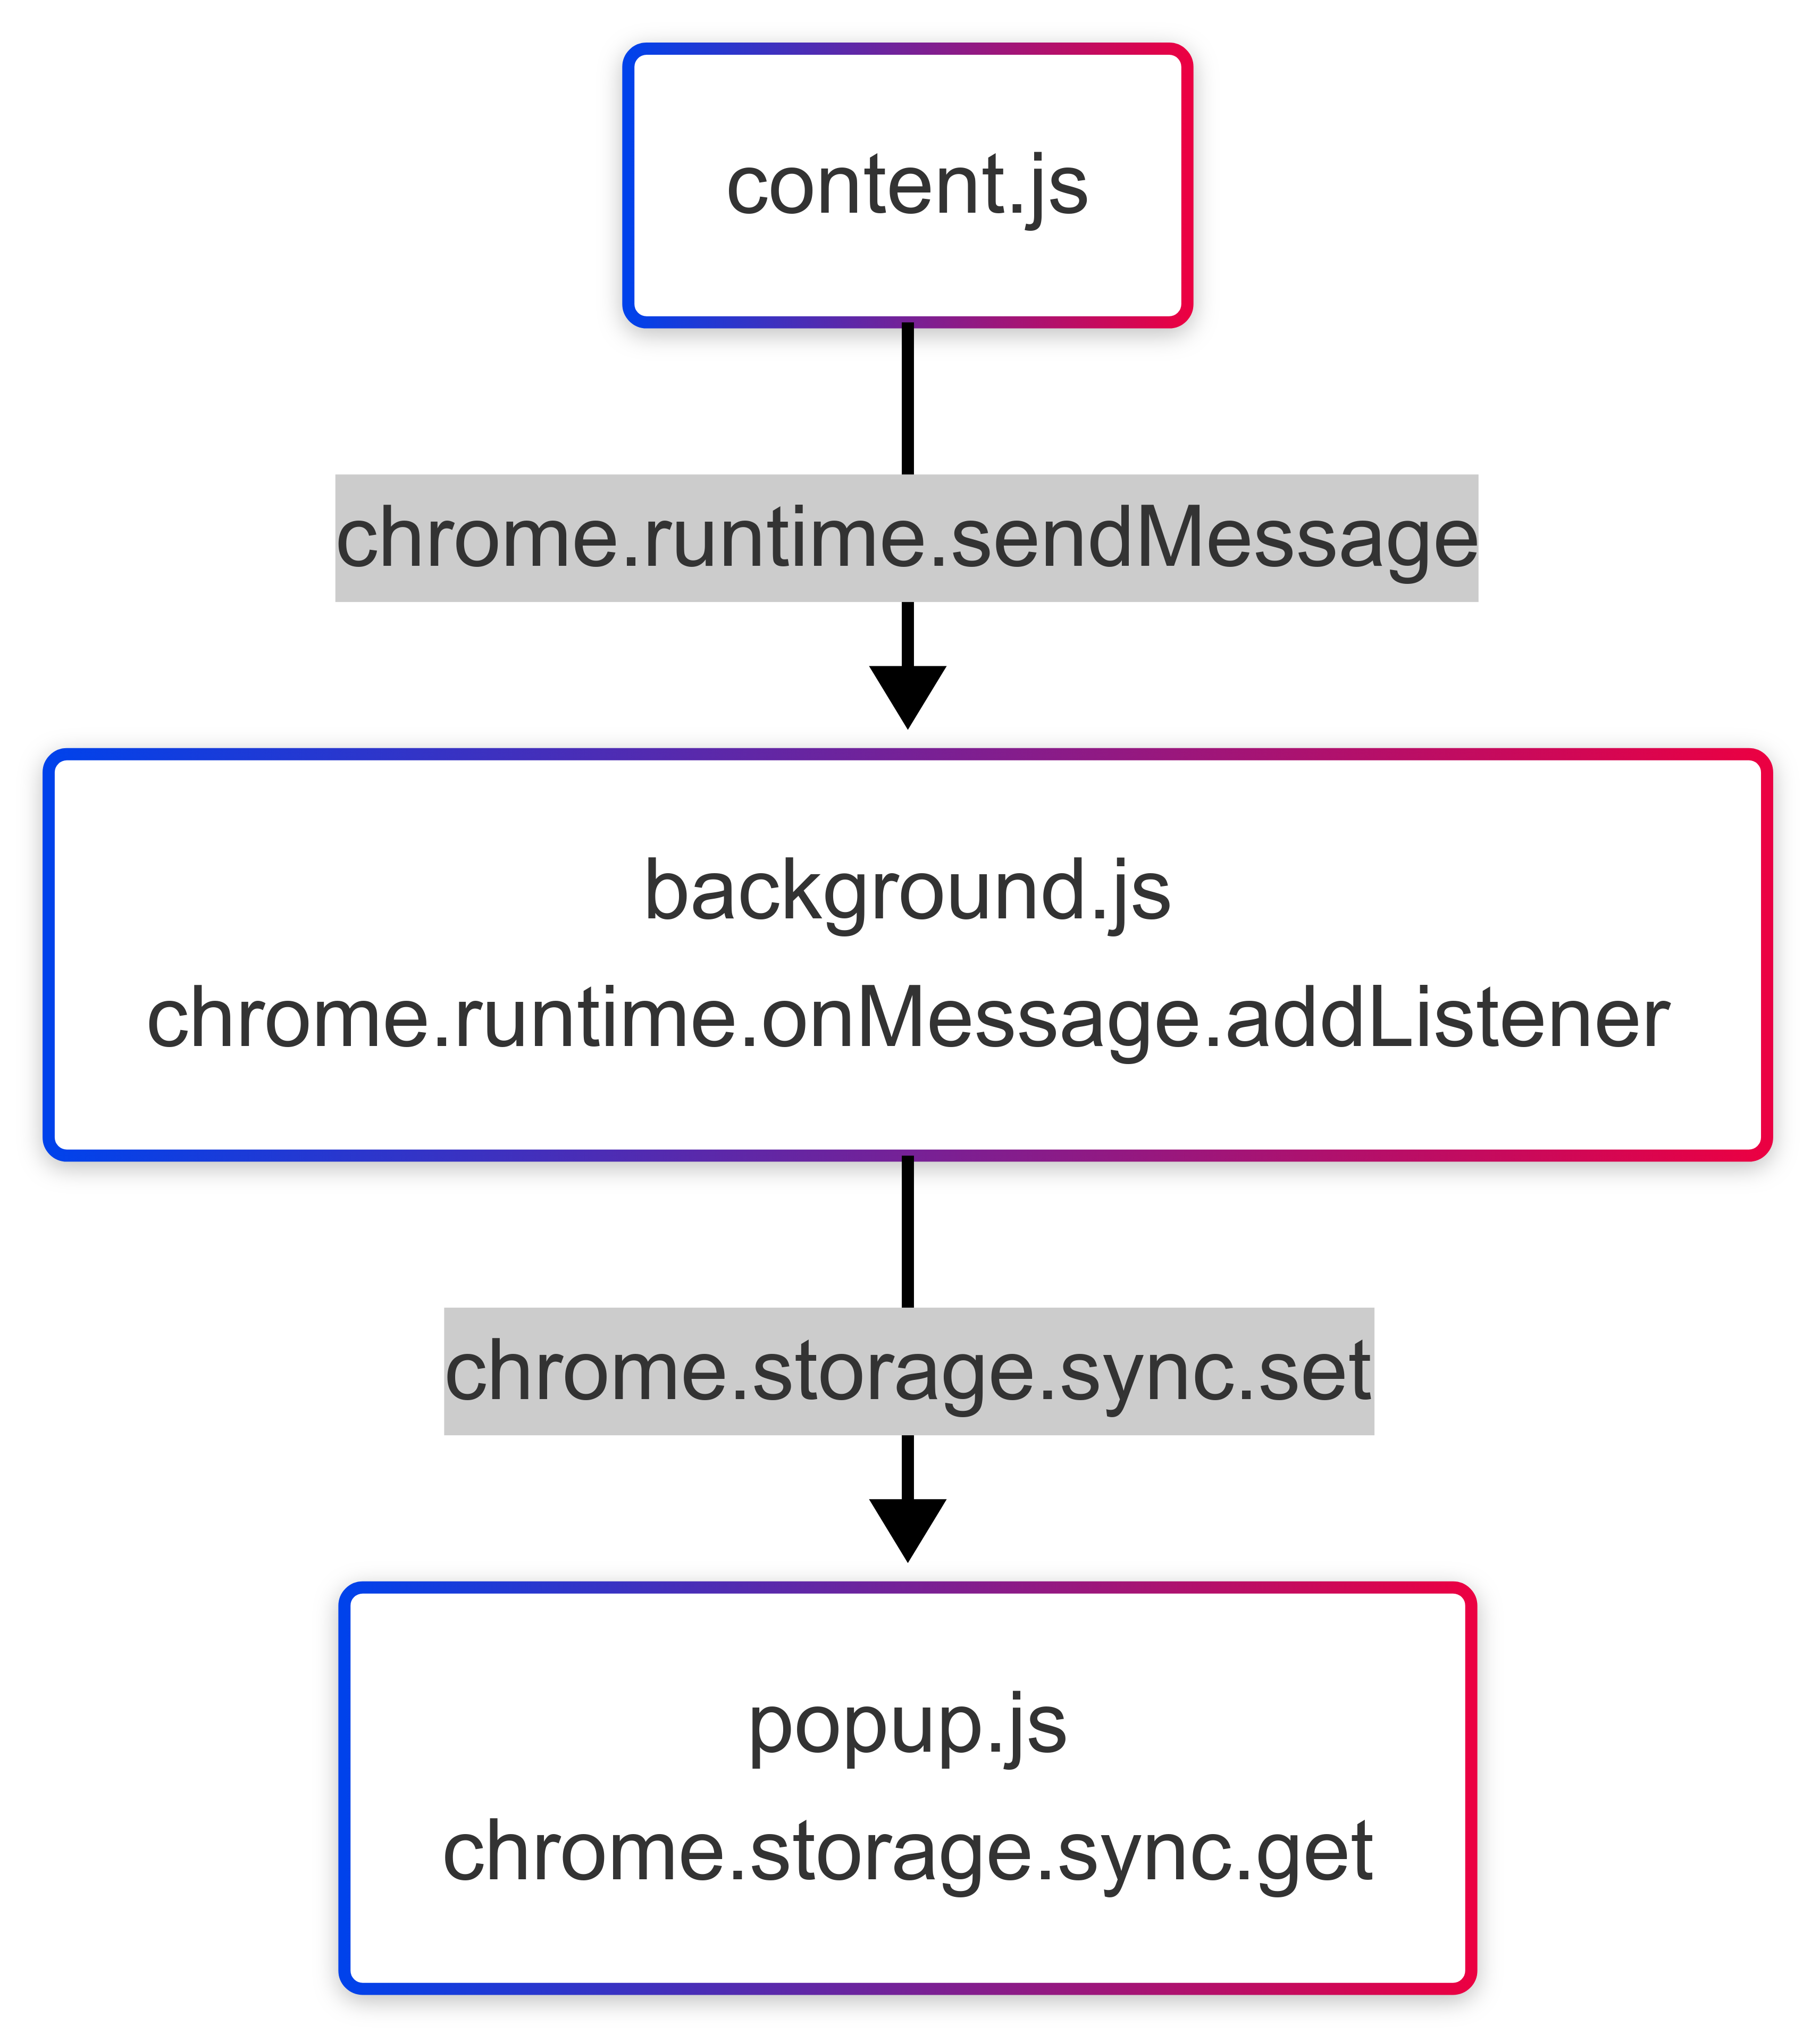 content.js
chrome.runtime.sendMessage
background.js
chrome.runtime.onMessage.addListener
chrome.storage.sync.set
popup.js
chrome.storage.sync.get